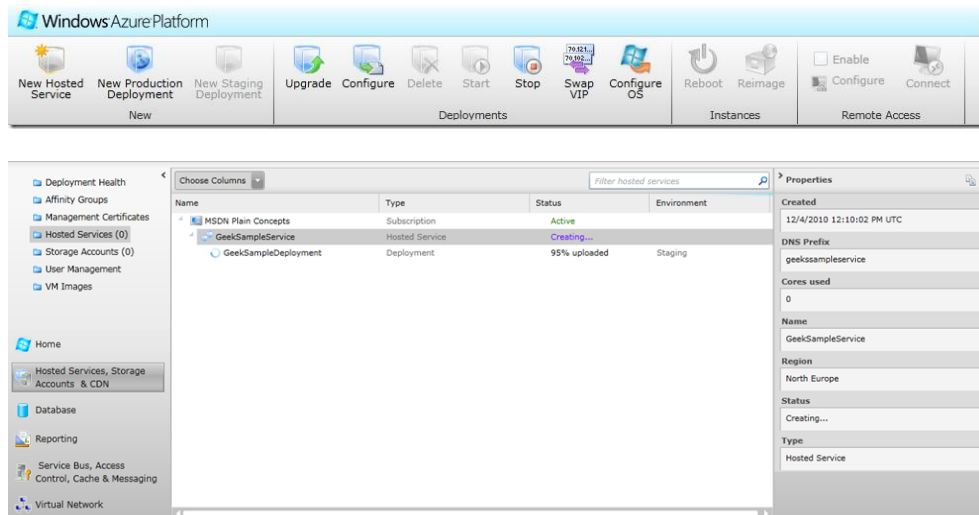 Windows Azure Platform
New Hosted Service
New Production Deployment
New Staging Deployment
New
Upgrade
Configure
Delete
Start
Stop
70.121...
70.102...
Swap VIP
Configure OS
Deployments
Reboot
Reimage
Instances
Enable
Configure
Connect
Remote Access
Deployment Health
Affinity Groups
Management Certificates
Hosted Services (0)
Storage Accounts (0)
User Management
VM Images
Home
Hosted Services, Storage
Accounts & CDN
Database
Reporting
Service Bus, Access
Control, Cache & Messaging
Virtual Network
Choose Columns
Filter hosted services
Name Type Status Environment
MSDN Plain Concepts Subscription Active
GeekSampleService Hosted Service Creating...
GeekSampleDeployment Deployment 95% uploaded Staging
Properties
Created
12/4/2010 12:10:02 PM UTC
DNS Prefix
geekssampleservice
Cores used
0
Name
GeekSampleService
Region
North Europe
Status
Creating...
Type
Hosted Service